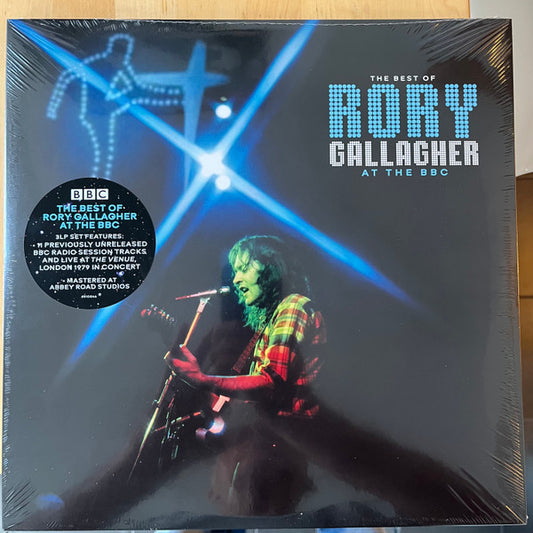 THE BEST OF
RORY
GALLAGHER
AT THE BBC
BBC
THE BEST OF
RORY GALLAGHER
AT THE BBC
3LP SET FEATURES:
• 11 PREVIOUSLY UNRELEASED
BBC RADIO SESSION TRACKS
AND LIVE AT THE VENUE,
LONDON 1979 IN CONCERT
• MASTERED AT
ABBEY ROAD STUDIOS